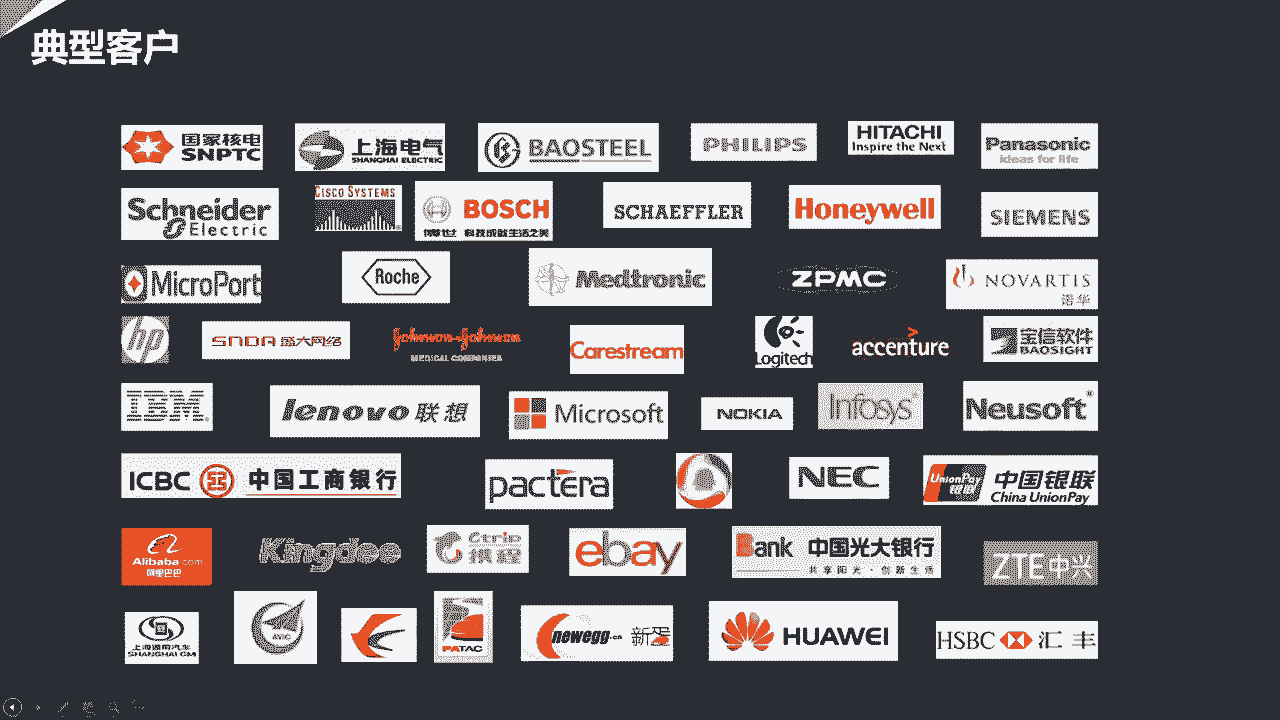 典型客户
国家核电
SNPTC
上海电气
SHANGHAI ELECTRIC
BAOSTEEL
PHILIPS
HITACHI
Inspire the Next
Panasonic
ideas for life
Schneider
Electric
CISCO SYSTEMS
BOSCH
博世 科技成就生活之美
SCHAEFFLER
Honeywell
SIEMENS
MicroPort
Roche
Medtronic
ZPMC
NOVARTIS
诺华
hp
SNDA 盛大网络
Johnson & Johnson
MEDICAL COMPANIES
Carestream
Logitech
accenture
宝信软件
BAOSIGHT
IBM
lenovo 联想
Microsoft
NOKIA
Infosys
Neusoft
ICBC 中国工商银行
pactera
NEC
UnionPay
银联
中国银联
China UnionPay
Alibaba.com
阿里巴巴
Kingdee
Ctrip
携程
ebay
Bank 中国光大银行
共享阳光·创新生活
ZTE中兴
上海通用汽车
SHANGHAI GM
AVIC
PATAC
newegg.cn 新蛋
HUAWEI
HSBC 汇丰